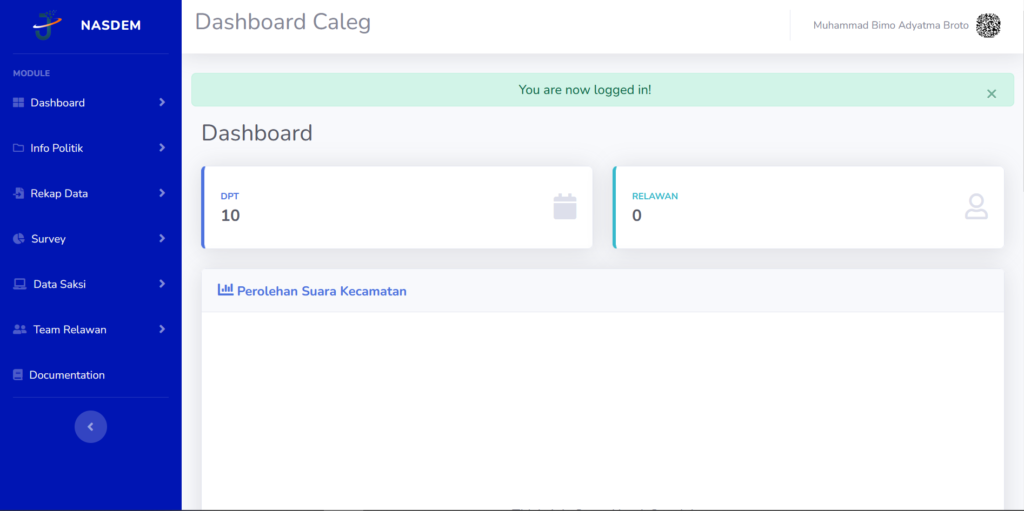 NASDEM
Dashboard Caleg
Muhammad Bimo Adyatma Broto
MODULE
Dashboard
Info Politik
Rekap Data
Survey
Data Saksi
Team Relawan
Documentation
You are now logged in!
×
Dashboard
DPT
10
RELAWAN
0
Perolehan Suara Kecamatan